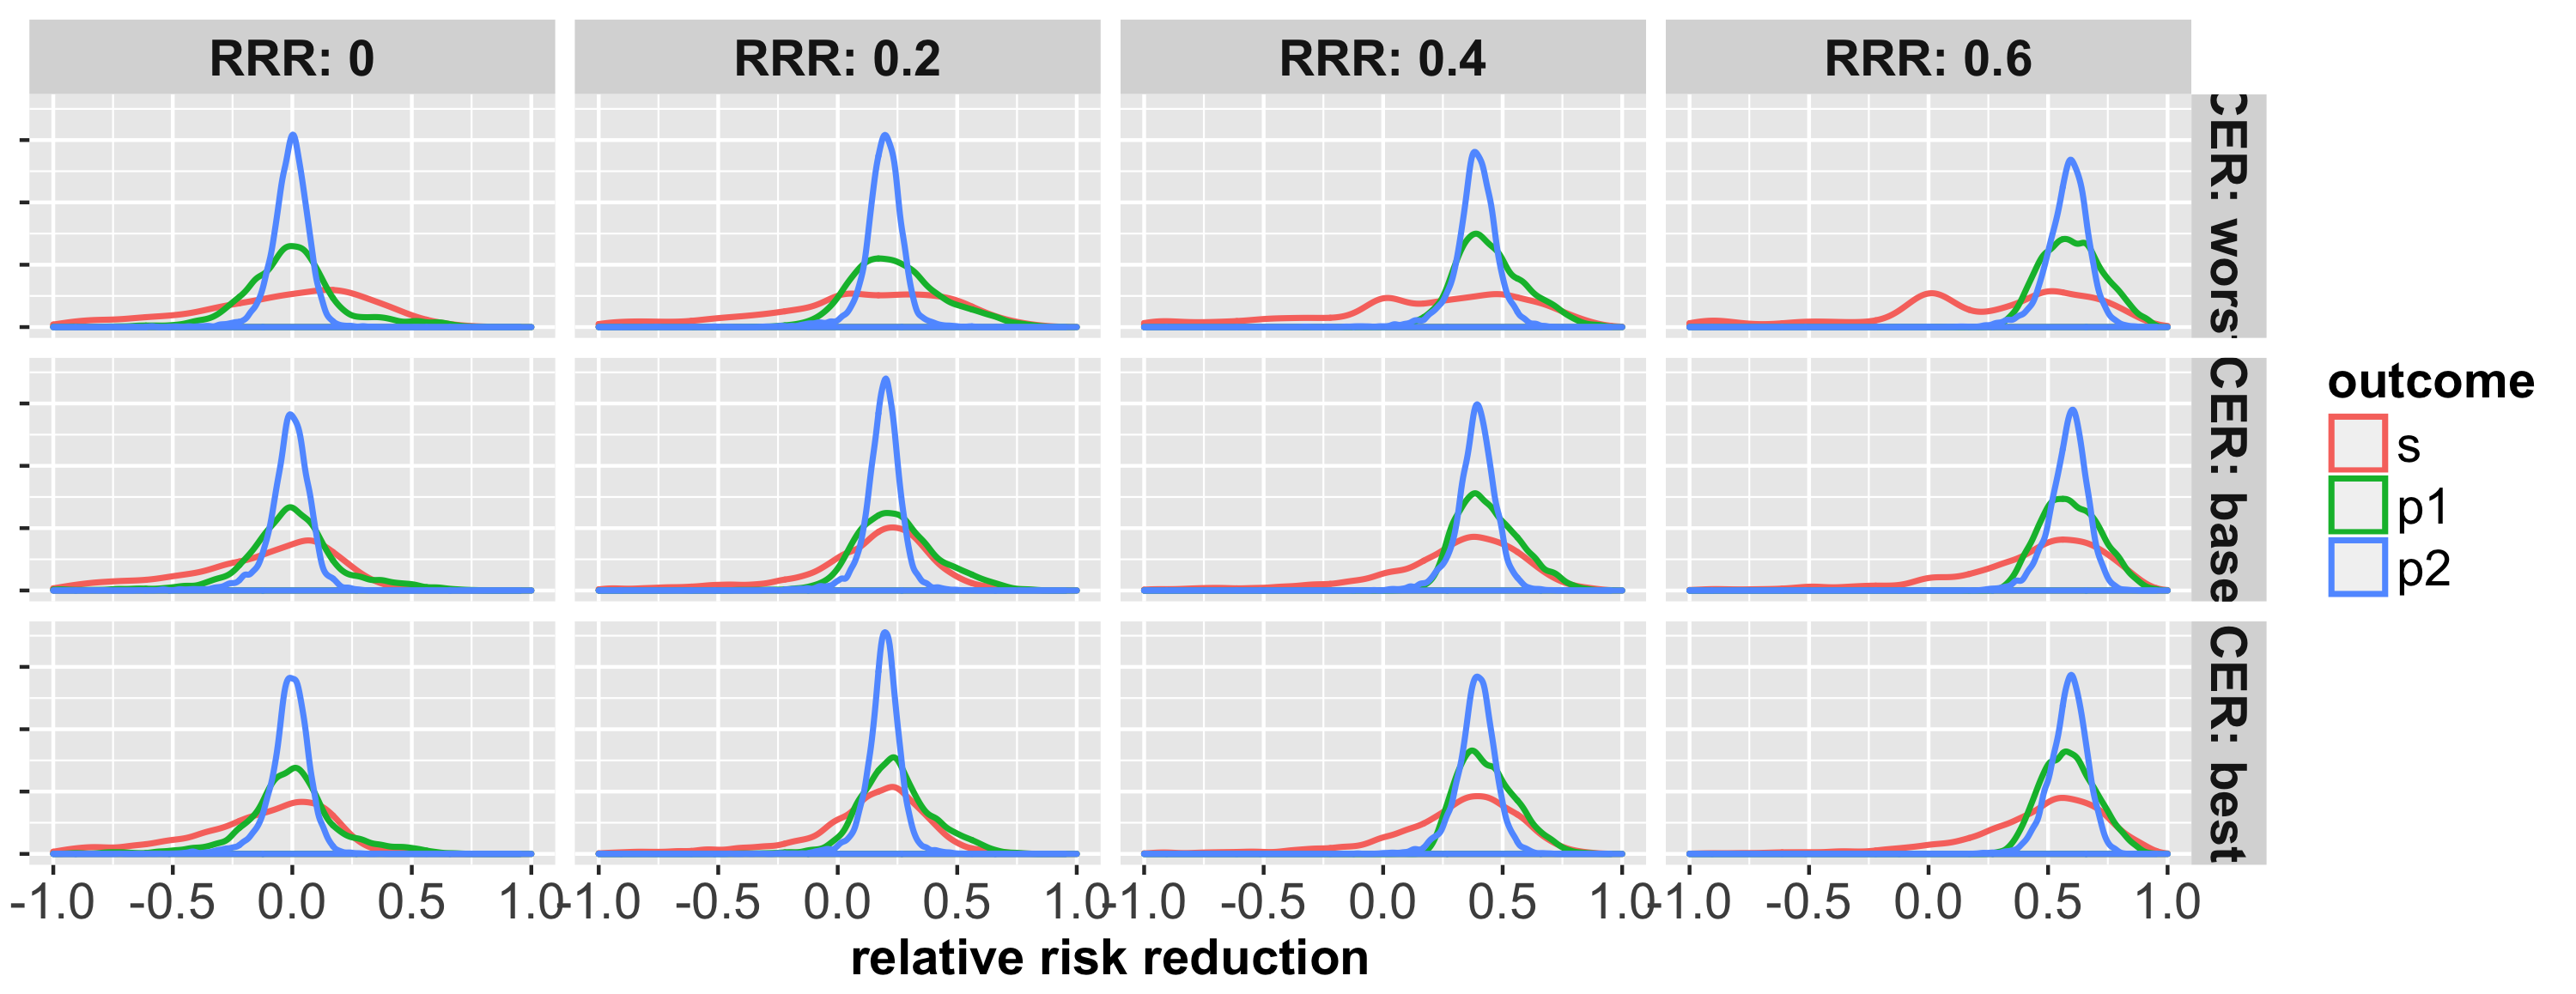 RRR: 0
RRR: 0.2
RRR: 0.4
RRR: 0.6
CER: wors
CER: base
CER: best
outcome
s
p1
p2
-1.0 -0.5 0.0 0.5 1.0 -1.0 -0.5 0.0 0.5 1.0 -1.0 -0.5 0.0 0.5 1.0 -1.0 -0.5 0.0 0.5 1.0
relative risk reduction